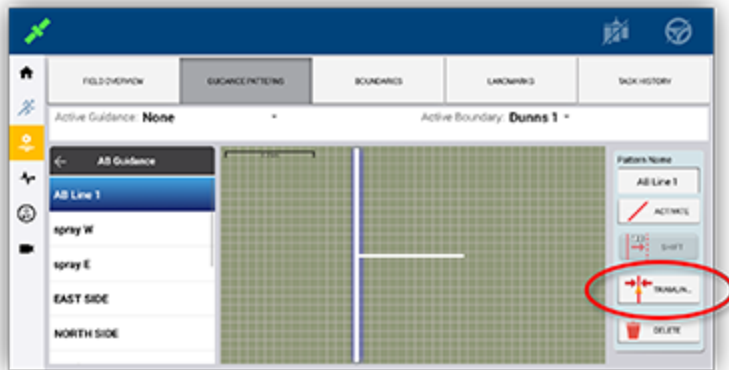 FIELD OVERVIEW
GUIDANCE PATTERNS
BOUNDARIES
LANDMARKS
TASK HISTORY
Active Guidance: None
Active Boundary: Dunns 1
AB Guidance
Pattern Name
AB Line 1
AB Line 1
ACTIVATE
spray W
SHIFT
spray E
TRAMLIN...
EAST SIDE
DELETE
NORTH SIDE